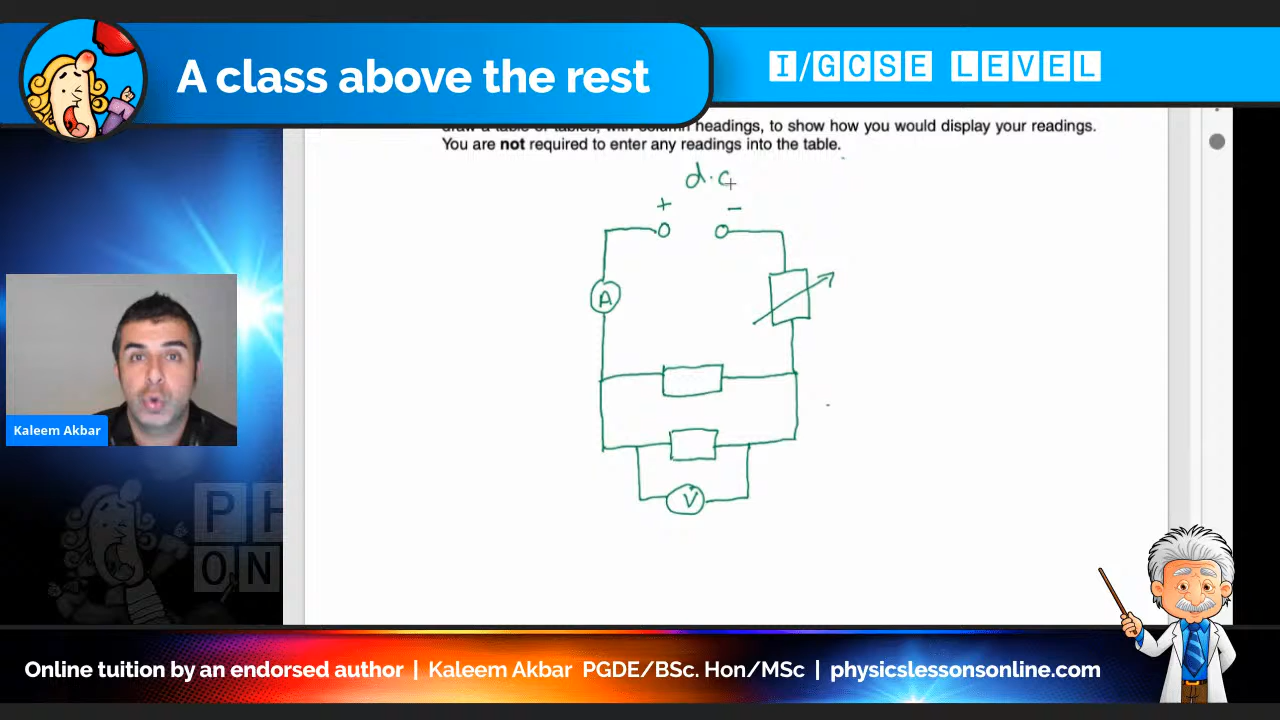 A class above the rest
I/GCSE LEVEL
draw a table or tables, with column headings, to show how you would display your readings.
You are not required to enter any readings into the table.
d.c
+ −
A
V
Kaleem Akbar
PH
ON
Online tuition by an endorsed author | Kaleem Akbar PGDE/BSc. Hon/MSc | physicslessonsonline.com